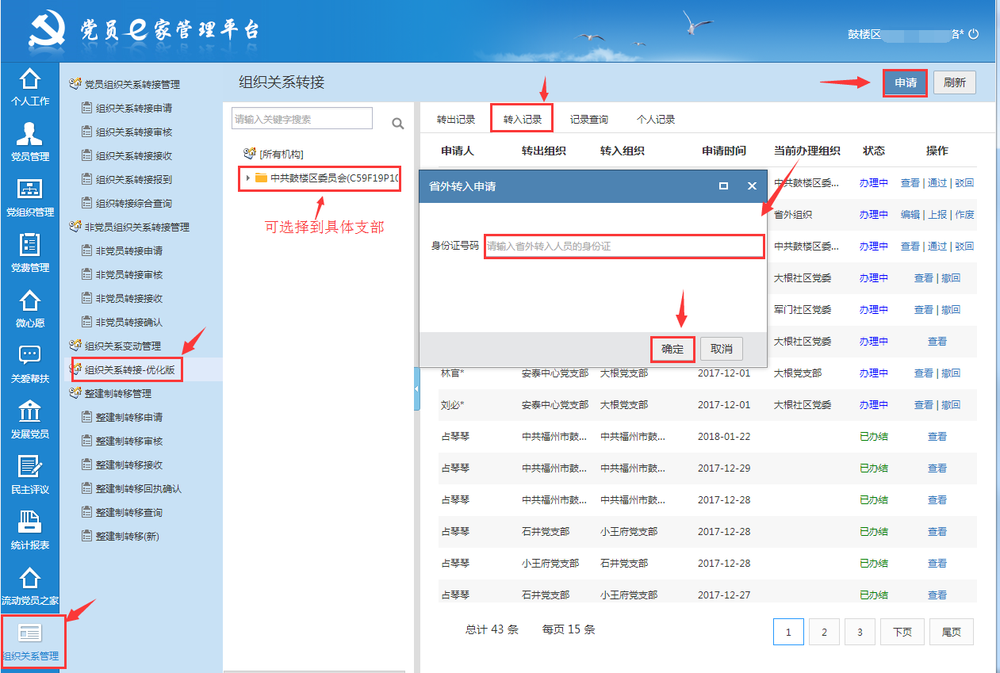 党员e家管理平台
鼓楼区
个人工作
党员管理
党组织管理
党费管理
微心愿
关爱帮扶
发展党员
民主评议
统计报表
流动党员之家
组织关系管理
党员组织关系转接管理
组织关系转接申请
组织关系转接审核
组织关系转接接收
组织关系转接报到
组织转接综合查询
非党员组织关系转接管理
非党员转接申请
非党员转接审核
非党员转接接收
非党员转接确认
组织关系变动管理
组织关系转接-优化版
整建制转移管理
整建制转移申请
整建制转移审核
整建制转移接收
整建制转移回执确认
整建制转移查询
整建制转移(新)
组织关系转接
申请 刷新
请输入关键字搜索
[所有机构]
中共鼓楼区委员会(C59F19P10
可选择到具体支部
转出记录 转入记录 记录查询 个人记录
申请人 转出组织 转入组织 申请时间 当前办理组织 状态 操作
中共鼓楼区委... 办理中 查看 | 通过 | 驳回
省外组织 办理中 编辑 | 上报 | 作废
中共鼓楼区委... 办理中 查看 | 通过 | 驳回
大根社区党委 办理中 查看 | 撤回
军门社区党委 办理中 查看 | 撤回
大根社区党委 办理中 查看
省外转入申请
身份证号码 请输入省外转入人员的身份证
确定 取消
林官* 安泰中心党支部 大根党支部 2017-12-01 大根党支部 办理中 查看 | 撤回
刘必* 安泰中心党支部 大根党支部 2017-12-01 大根社区党委 办理中 查看 | 撤回
占琴琴 中共福州市鼓... 中共福州市鼓... 2018-01-22 已办结 查看
占琴琴 中共福州市鼓... 中共福州市鼓... 2017-12-29 已办结 查看
占琴琴 中共福州市鼓... 中共福州市鼓... 2017-12-28 已办结 查看
占琴琴 石井党支部 小王府党支部 2017-12-28 已办结 查看
占琴琴 小王府党支部 石井党支部 2017-12-28 已办结 查看
占琴琴 石井党支部 小王府党支部 2017-12-27 已办结 查看
总计 43 条 每页 15 条
1 2 3 下页 尾页